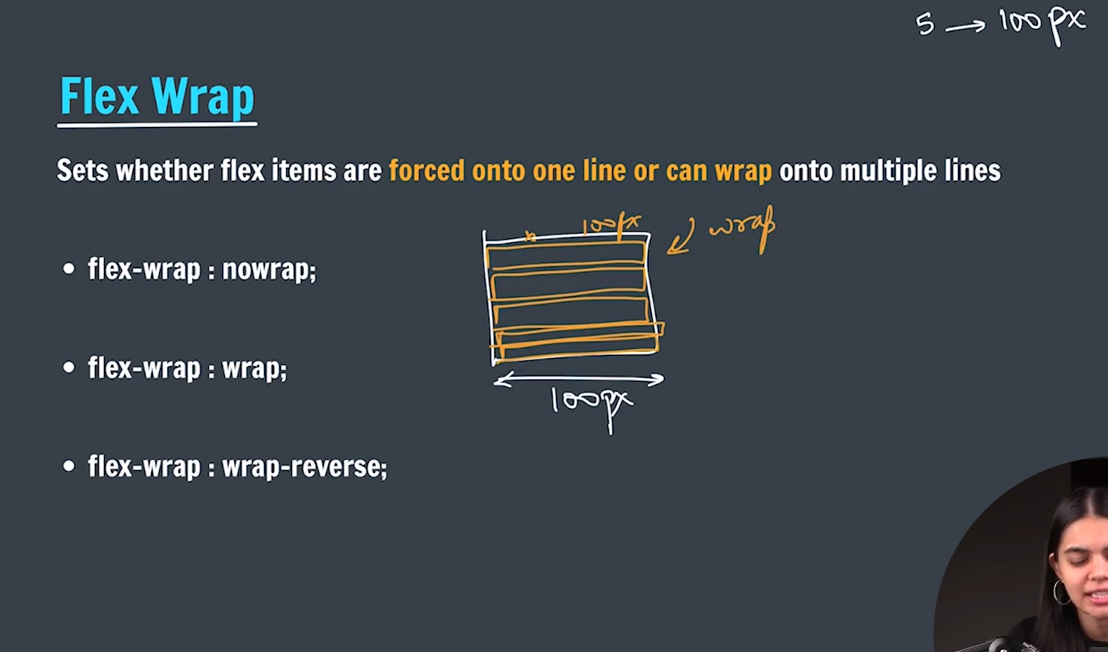 5 → 100px
Flex Wrap
Sets whether flex items are forced onto one line or can wrap onto multiple lines
100px
wrap
• flex-wrap : nowrap;
• flex-wrap : wrap;
100px
• flex-wrap : wrap-reverse;